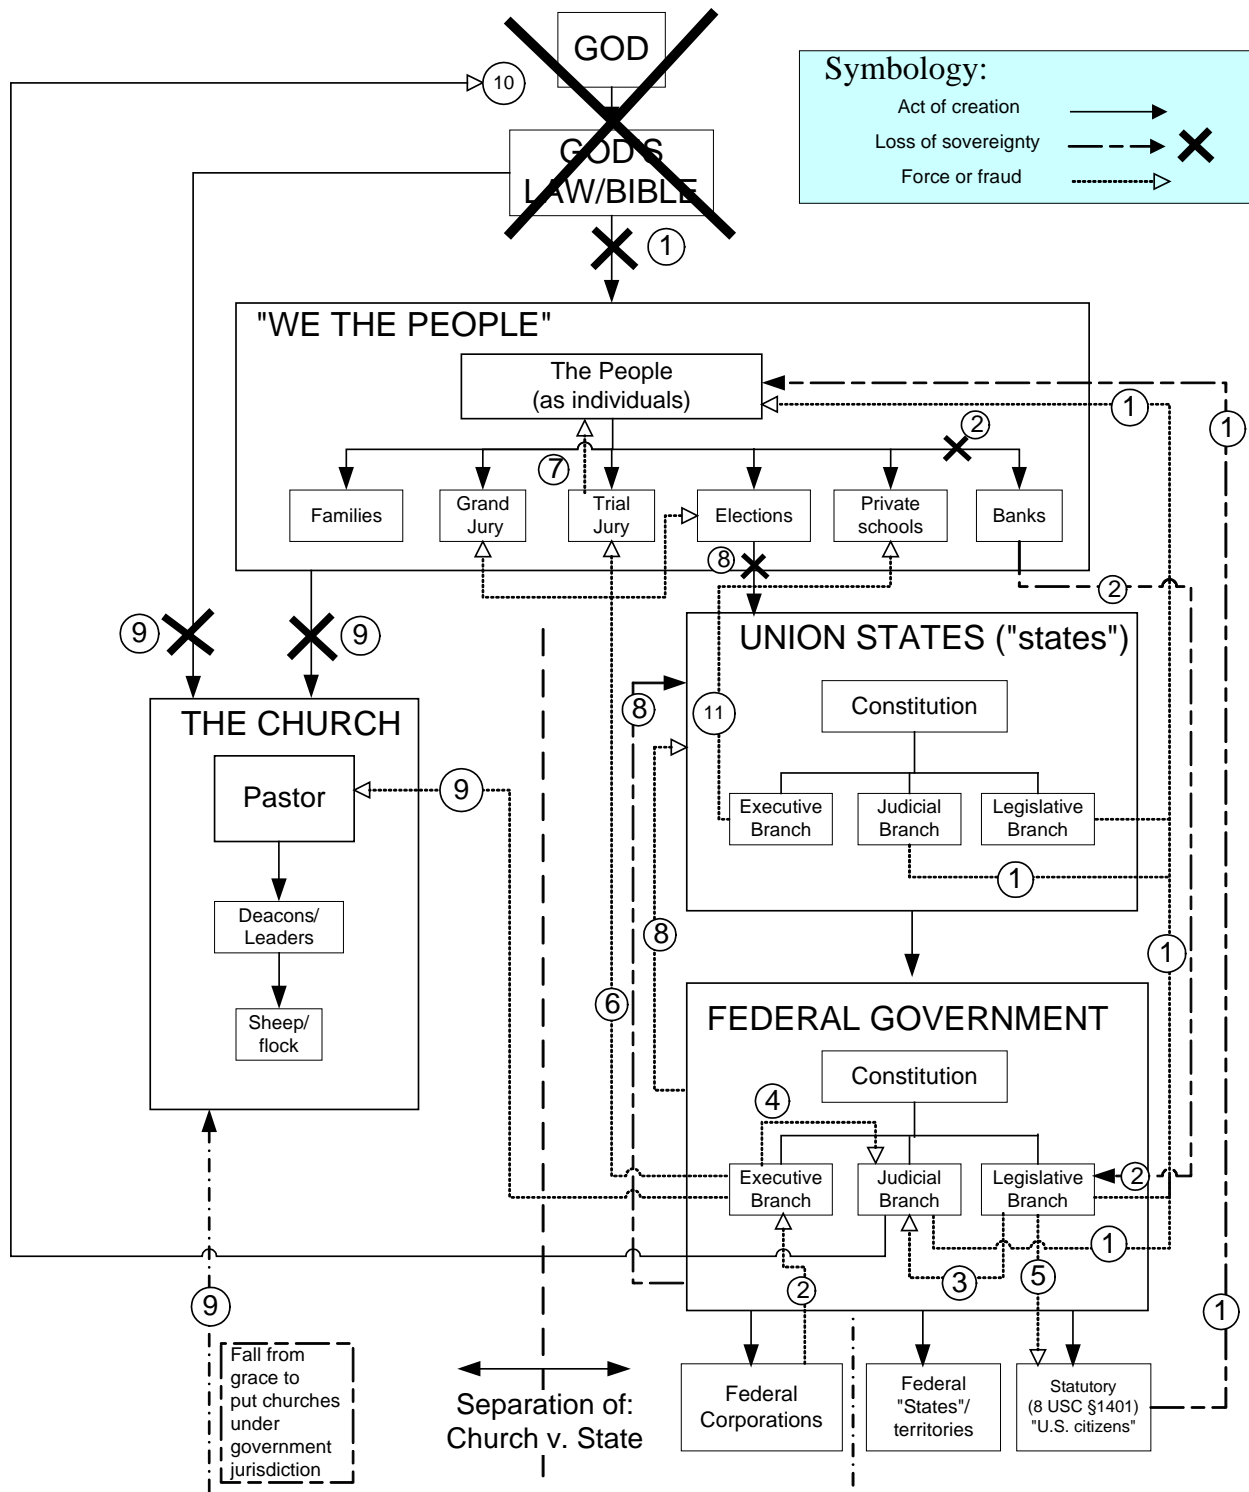 GOD
10
GOD'S
LAW/BIBLE
1
Symbology:
Act of creation
Loss of sovereignty
Force or fraud
"WE THE PEOPLE"
The People
(as individuals)
1
1
2
7
Families
Grand
Jury
Trial
Jury
Elections
Private
schools
Banks
8
2
9
9
UNION STATES ("states")
8
11
Constitution
Executive
Branch
Judicial
Branch
Legislative
Branch
1
THE CHURCH
Pastor
9
Deacons/
Leaders
Sheep/
flock
8
1
6
FEDERAL GOVERNMENT
Constitution
4
Executive
Branch
Judicial
Branch
Legislative
Branch
2
1
3
5
2
9
1
Fall from
grace to
put churches
under
government
jurisdiction
Separation of:
Church v. State
Federal
Corporations
Federal
"States"/
territories
Statutory
(8 USC §1401)
"U.S. citizens"